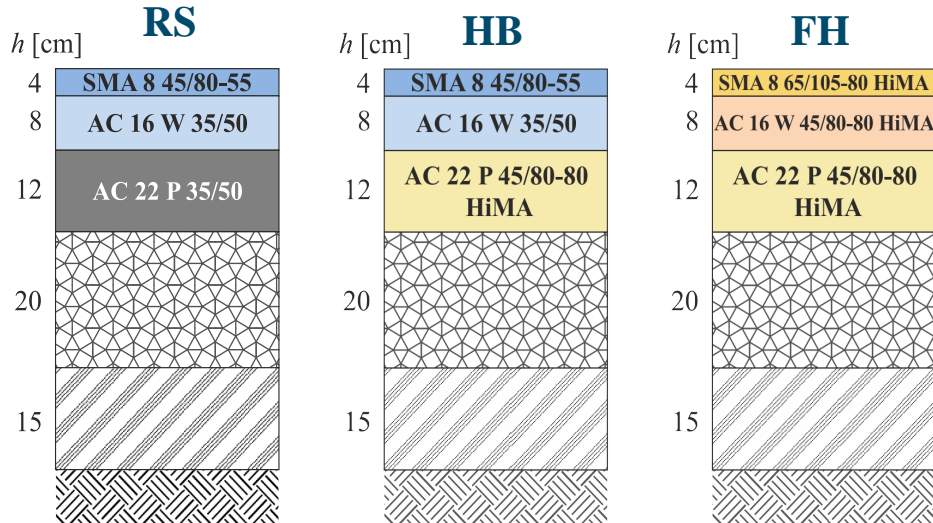 RS
h [cm]
4
SMA 8 45/80-55
8
AC 16 W 35/50
12
AC 22 P 35/50
20
15
HB
h [cm]
4
SMA 8 45/80-55
8
AC 16 W 35/50
12
AC 22 P 45/80-80
HiMA
20
15
FH
h [cm]
4
SMA 8 65/105-80 HiMA
8
AC 16 W 45/80-80 HiMA
12
AC 22 P 45/80-80
HiMA
20
15